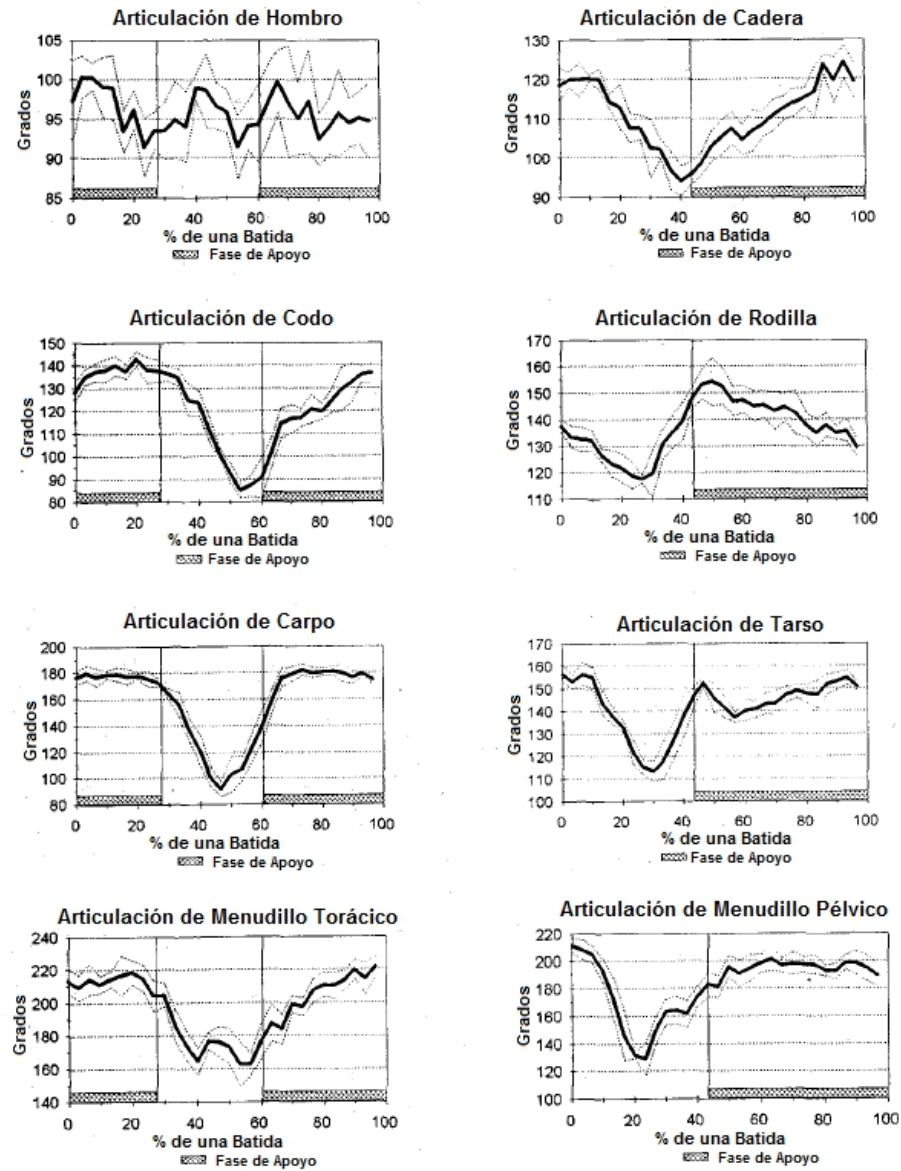 Articulación de Hombro
105
100
95
90
85
Grados
0 20 40 60 80 100
% de una Batida
Fase de Apoyo
Articulación de Cadera
130
120
110
100
90
Grados
0 20 40 60 80 100
% de una Batida
Fase de Apoyo
Articulación de Codo
150
140
130
120
110
100
90
80
Grados
0 20 40 60 80 100
% de una Batida
Fase de Apoyo
Articulación de Rodilla
170
160
150
140
130
120
110
Grados
0 20 40 60 80 100
% de una Batida
Fase de Apoyo
Articulación de Carpo
200
180
160
140
120
100
80
Grados
0 20 40 60 80 100
% de una Batida
Fase de Apoyo
Articulación de Tarso
170
160
150
140
130
120
110
100
Grados
0 20 40 60 80 100
% de una Batida
Fase de Apoyo
Articulación de Menudillo Torácico
240
220
200
180
160
140
Grados
0 20 40 60 80 100
% de una Batida
Fase de Apoyo
Articulación de Menudillo Pélvico
220
200
180
160
140
120
100
Grados
0 20 40 60 80 100
% de una Batida
Fase de Apoyo